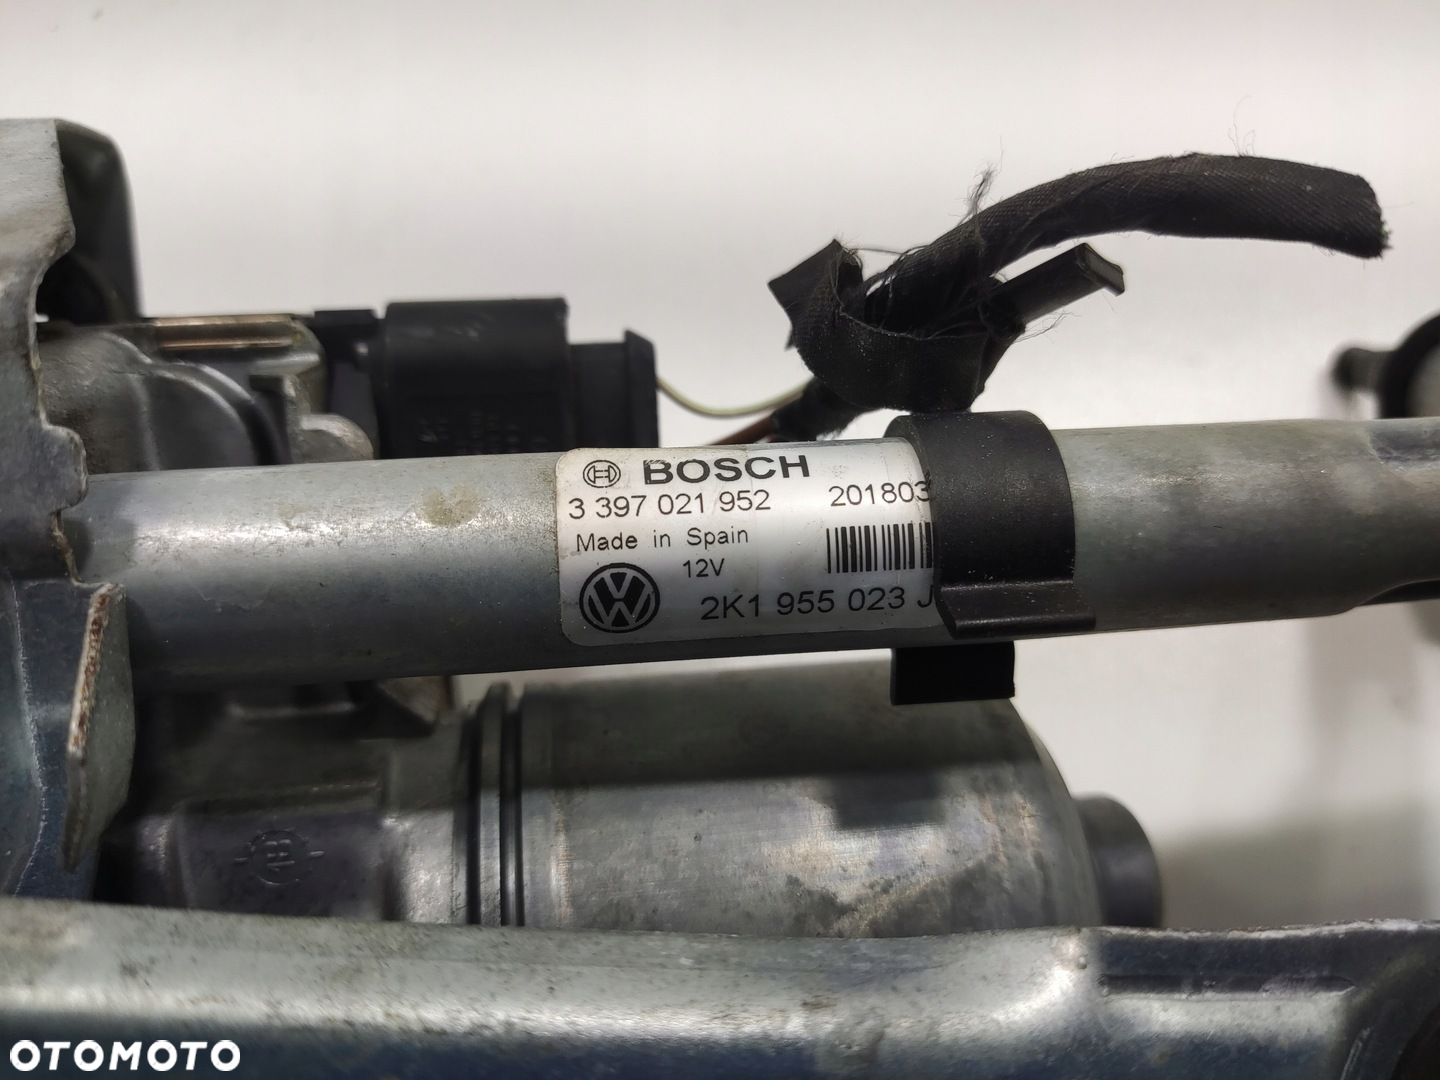 BOSCH
3 397 021 952 201803
Made in Spain
12V
2K1 955 023 J
OTOMOTO